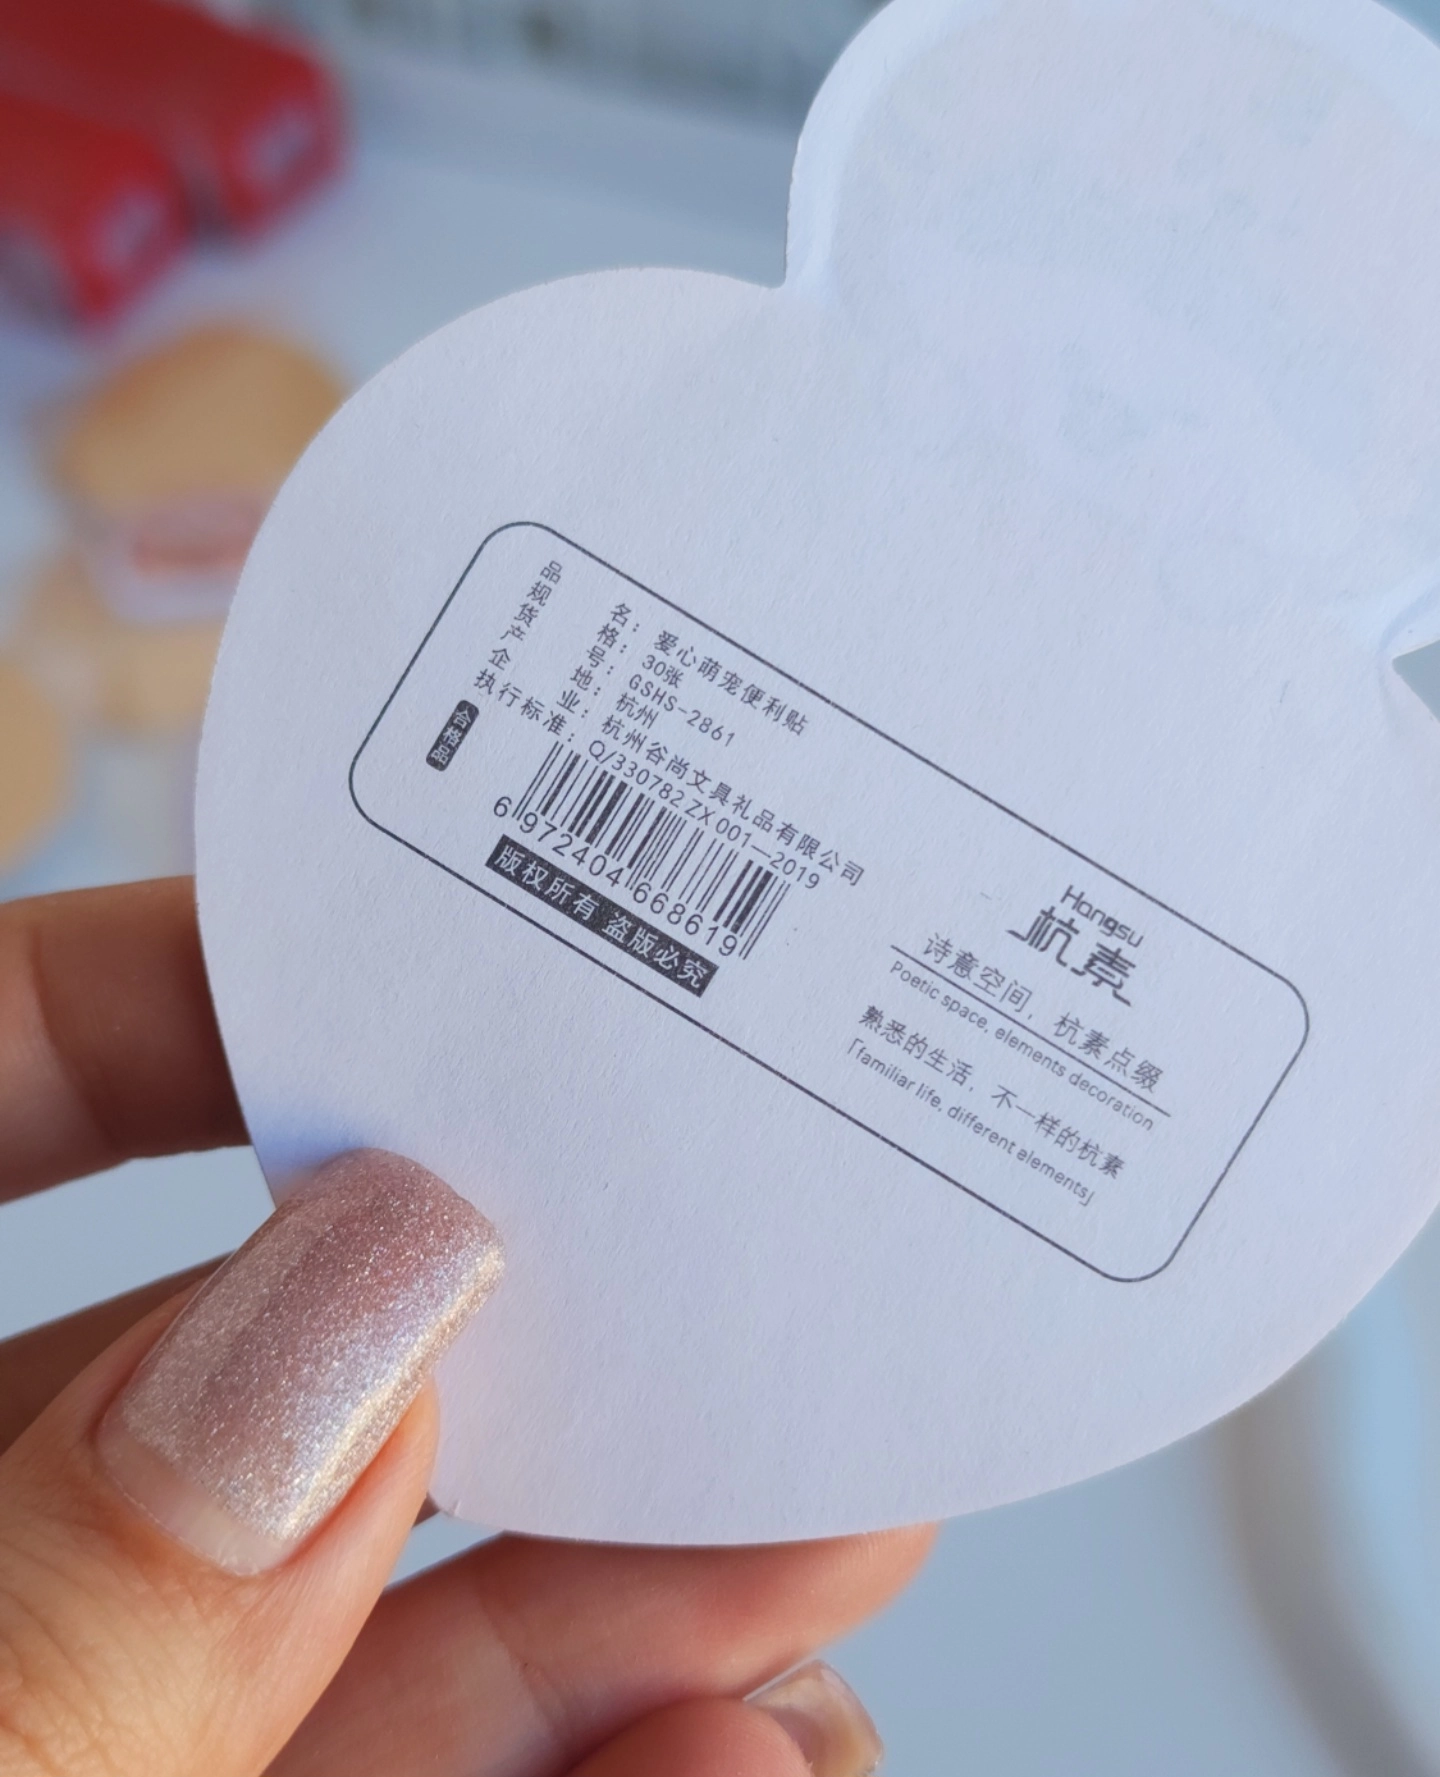 品名：爱心萌宠便利贴
规格：30张
货号：GSHS-2861
产地：杭州
企业：杭州谷尚文具礼品有限公司
执行标准：Q/330782 ZX 001—2019
合格品
6 972404 668619
版权所有 盗版必究
Hangsu
杭素
诗意空间，杭素点缀
Poetic space, elements decoration
熟悉的生活，不一样的杭素
「familiar life, different elements」